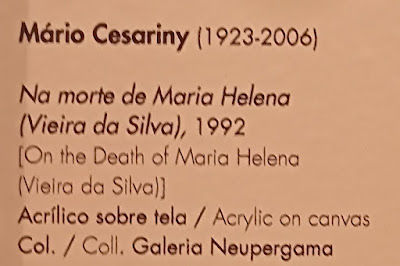 Mário Cesariny (1923-2006)
Na morte de Maria Helena
(Vieira da Silva), 1992
[On the Death of Maria Helena
(Vieira da Silva)]
Acrílico sobre tela / Acrylic on canvas
Col. / Coll. Galeria Neupergama